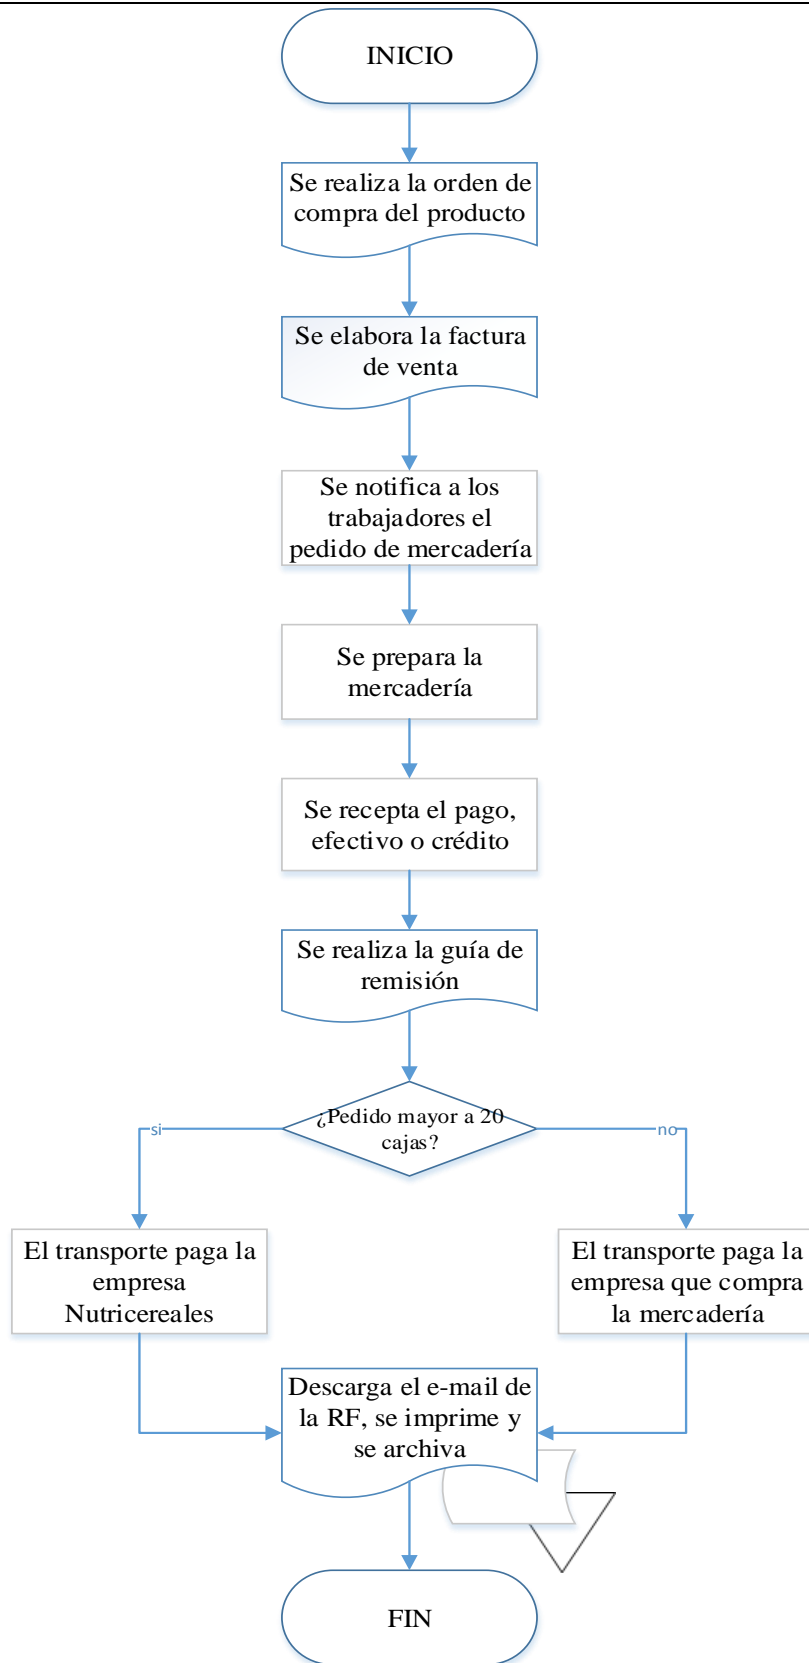 INICIO
Se realiza la orden de
compra del producto
Se elabora la factura
de venta
Se notifica a los
trabajadores el
pedido de mercadería
Se prepara la
mercadería
Se recepta el pago,
efectivo o crédito
Se realiza la guía de
remisión
¿Pedido mayor a 20
cajas?
si
no
El transporte paga la
empresa
Nutricereales
El transporte paga la
empresa que compra
la mercadería
Descarga el e-mail de
la RF, se imprime y
se archiva
FIN